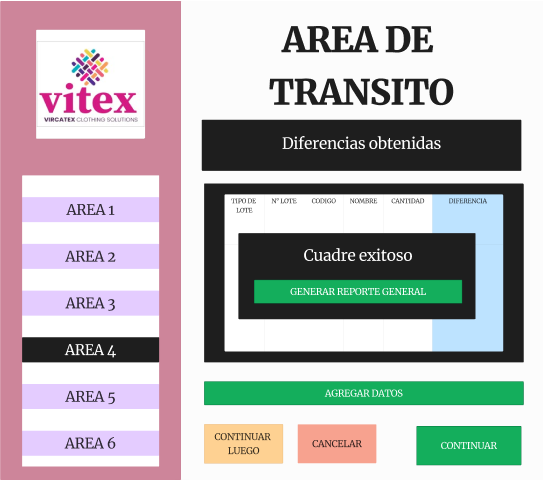 vitex
VIRCATEX CLOTHING SOLUTIONS
AREA 1
AREA 2
AREA 3
AREA 4
AREA 5
AREA 6
AREA DE
TRANSITO
Diferencias obtenidas
TIPO DE
LOTE
N° LOTE
CODIGO
NOMBRE
CANTIDAD
DIFERENCIA
Cuadre exitoso
GENERAR REPORTE GENERAL
AGREGAR DATOS
CONTINUAR
LUEGO
CANCELAR
CONTINUAR